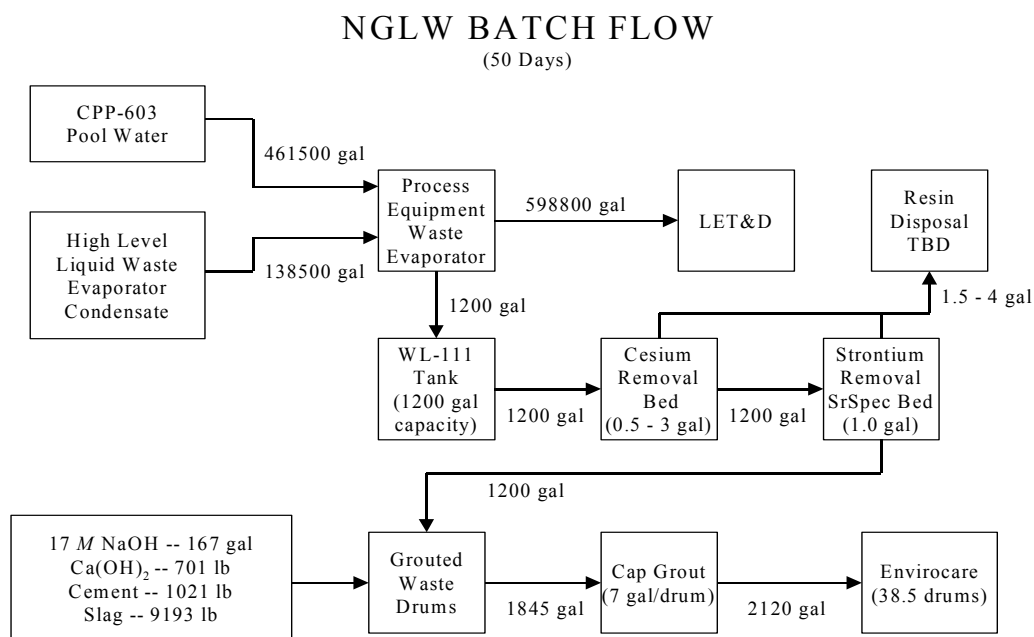 NGLW BATCH FLOW
(50 Days)
CPP-603
Pool Water
461500 gal
High Level
Liquid Waste
Evaporator
Condensate
138500 gal
Process
Equipment
Waste
Evaporator
598800 gal
LET&D
Resin
Disposal
TBD
1.5 - 4 gal
1200 gal
WL-111
Tank
(1200 gal
capacity)
1200 gal
Cesium
Removal
Bed
(0.5 - 3 gal)
1200 gal
Strontium
Removal
SrSpec Bed
(1.0 gal)
1200 gal
17 M NaOH -- 167 gal
Ca(OH)2 -- 701 lb
Cement -- 1021 lb
Slag -- 9193 lb
Grouted
Waste
Drums
1845 gal
Cap Grout
(7 gal/drum)
2120 gal
Envirocare
(38.5 drums)